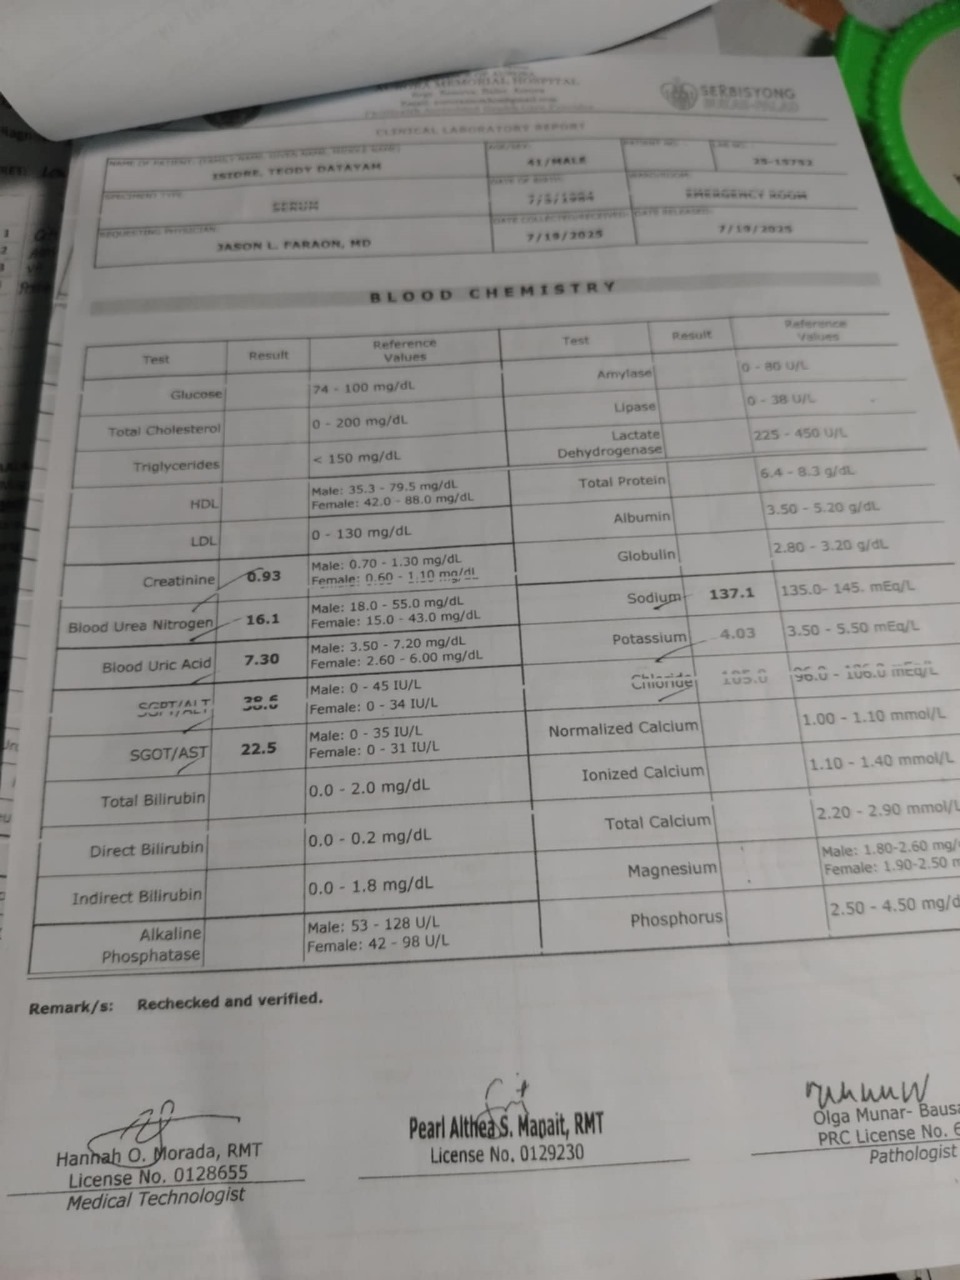 MEMORIAL HOSPITAL
SERBISYONG
CLINICAL LABORATORY REPORT
NAME OF PATIENT: (FAMILY NAME, GIVEN NAME, MIDDLE NAME)
ISIDRE, TEODY DATAYAM
AGE/SEX:
41/MALE
PATIENT NO.:
LAB NO.:
25-15752
SPECIMENT TYPE:
SERUM
DATE OF BIRTH:
WARD/ROOM:
EMERGENCY ROOM
REQUESTING PHYSICIAN:
JASON L. FARAON, MD
DATE COLLECTED/RECEIVED:
7/19/2025
DATE RELEASED:
7/19/2025
BLOOD CHEMISTRY
Test Result Reference Values Test Result Reference Values
Glucose 74 - 100 mg/dL Amylase 0 - 80 U/L
Total Cholesterol 0 - 200 mg/dL Lipase 0 - 38 U/L
Triglycerides < 150 mg/dL Lactate Dehydrogenase 225 - 450 U/L
HDL Male: 35.3 - 79.5 mg/dL Female: 42.0 - 88.0 mg/dL Total Protein 6.4 - 8.3 g/dL
LDL 0 - 130 mg/dL Albumin 3.50 - 5.20 g/dL
Creatinine 0.93 Male: 0.70 - 1.30 mg/dL Female: 0.60 - 1.10 mg/dL Globulin 2.80 - 3.20 g/dL
Blood Urea Nitrogen 16.1 Male: 18.0 - 55.0 mg/dL Female: 15.0 - 43.0 mg/dL Sodium 137.1 135.0- 145. mEq/L
Blood Uric Acid 7.30 Male: 3.50 - 7.20 mg/dL Female: 2.60 - 6.00 mg/dL Potassium 4.03 3.50 - 5.50 mEq/L
SGPT/ALT 38.6 Male: 0 - 45 IU/L Female: 0 - 34 IU/L Chloride 105.0 96.0 - 106.0 mEq/L
SGOT/AST 22.5 Male: 0 - 35 IU/L Female: 0 - 31 IU/L Normalized Calcium 1.00 - 1.10 mmol/L
Total Bilirubin 0.0 - 2.0 mg/dL Ionized Calcium 1.10 - 1.40 mmol/L
Direct Bilirubin 0.0 - 0.2 mg/dL Total Calcium 2.20 - 2.90 mmol/L
Indirect Bilirubin 0.0 - 1.8 mg/dL Magnesium Male: 1.80-2.60 mg/ Female: 1.90-2.50 m
Alkaline Phosphatase Male: 53 - 128 U/L Female: 42 - 98 U/L Phosphorus 2.50 - 4.50 mg/d
Remark/s: Rechecked and verified.
Hannah O. Morada, RMT
License No. 0128655
Medical Technologist
Pearl Althea S. Mapait, RMT
License No. 0129230
Olga Munar- Bausa
PRC License No. 6
Pathologist